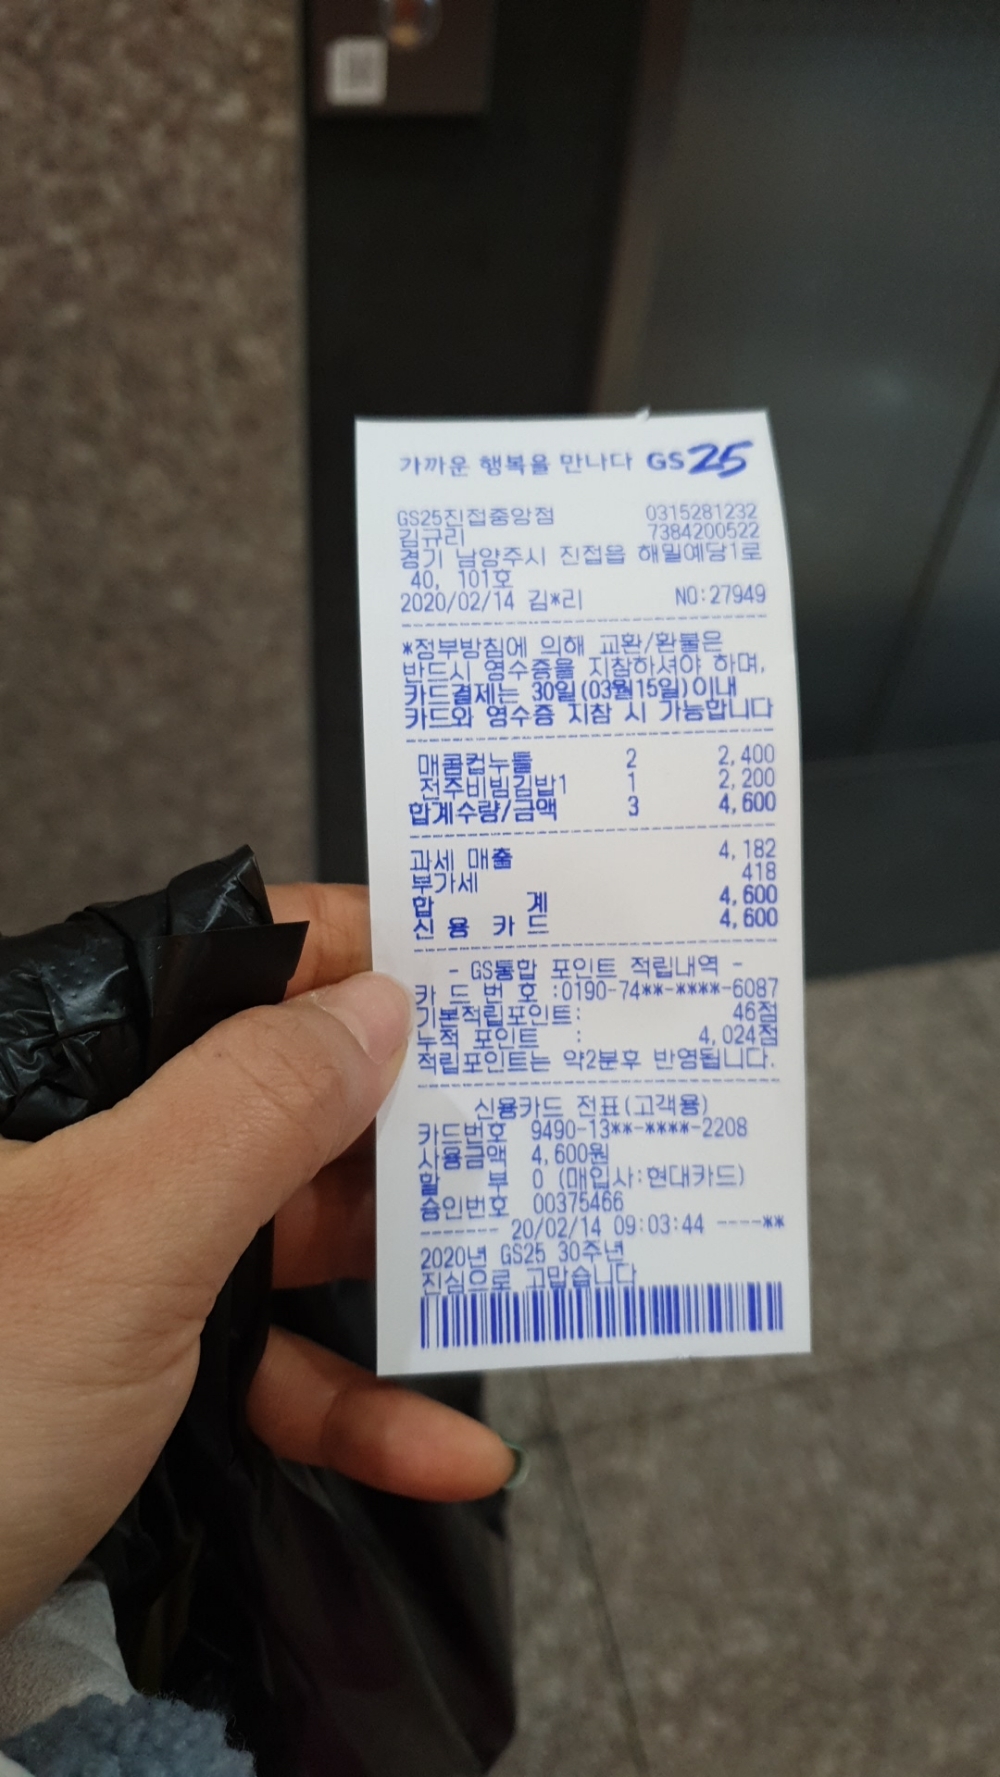 가까운 행복을 만나다 GS25
GS25진접중앙점 0315281232
김규리 7384200522
경기 남양주시 진접읍 해밀예당1로
40, 101호
2020/02/14 김*리 NO:27949
*정부방침에 의해 교환/환불은
반드시 영수증을 지참하셔야 하며,
카드결제는 30일(03월15일)이내
카드와 영수증 지참 시 가능합니다
매콤컵누들 2 2,400
전주비빔김밥1 1 2,200
합계수량/금액 3 4,600
과세 매출 4,182
부가세 418
합 계 4,600
신 용 카 드 4,600
- GS통합 포인트 적립내역 -
카 드 번 호 :0190-74**-****-6087
기본적립포인트: 46점
누적 포인트 : 4,024점
적립포인트는 약2분후 반영됩니다.
신용카드 전표(고객용)
카드번호 9490-13**-****-2208
사용금액 4,600원
할 부 0 (매입사:현대카드)
승인번호 00375466
------- 20/02/14 09:03:44 ----**
2020년 GS25 30주년
진심으로 고맙습니다